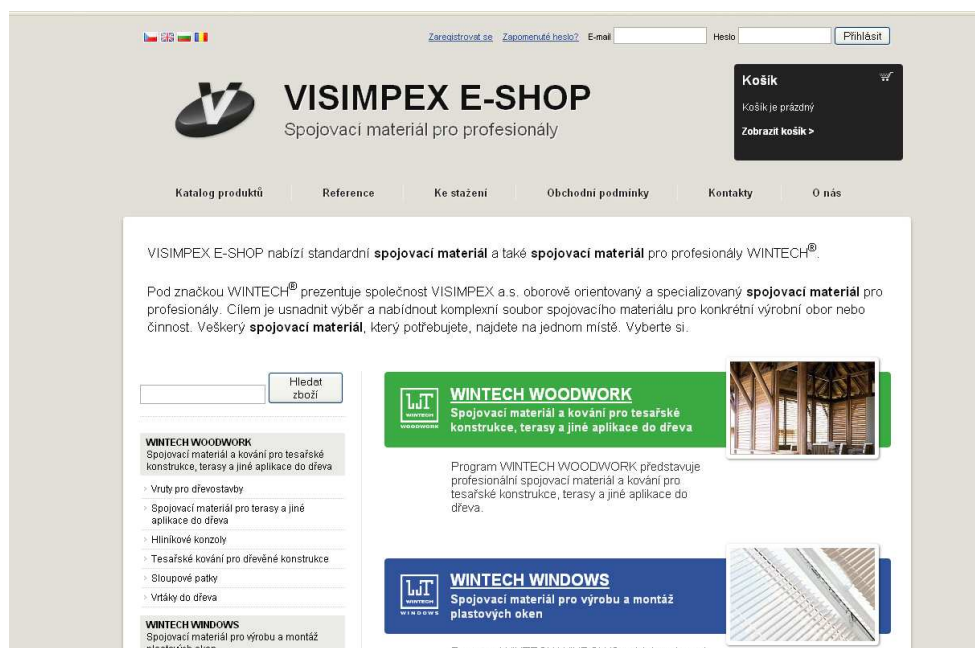 Zaregistrovat se Zapomenuté heslo? E-mail Heslo Přihlásit
VISIMPEX E-SHOP
Spojovací materiál pro profesionály
Košík
Košík je prázdný
Zobrazit košík >
Katalog produktů Reference Ke stažení Obchodní podmínky Kontakty O nás
VISIMPEX E-SHOP nabízí standardní spojovací materiál a také spojovací materiál pro profesionály WINTECH®.
Pod značkou WINTECH® prezentuje společnost VISIMPEX a.s. oborově orientovaný a specializovaný spojovací materiál pro
profesionály. Cílem je usnadnit výběr a nabídnout komplexní soubor spojovacího materiálu pro konkrétní výrobní obor nebo
činnost. Veškerý spojovací materiál, který potřebujete, najdete na jednom místě. Vyberte si.
Hledat
zboží
WINTECH WOODWORK
Spojovací materiál a kování pro tesařské
konstrukce, terasy a jiné aplikace do dřeva
Vruty pro dřevostavby
Spojovací materiál pro terasy a jiné
aplikace do dřeva
Hliníkové konzoly
Tesařské kování pro dřevěné konstrukce
Sloupové patky
Vrtáky do dřeva
WINTECH WINDOWS
Spojovací materiál pro výrobu a montáž
WINTECH
WOODWORK
WINTECH WOODWORK
Spojovací materiál a kování pro tesařské
konstrukce, terasy a jiné aplikace do dřeva
Program WINTECH WOODWORK představuje
profesionální spojovací materiál a kování pro
tesařské konstrukce, terasy a jiné aplikace do
dřeva.
WINTECH
WINDOWS
WINTECH WINDOWS
Spojovací materiál pro výrobu a montáž
plastových oken